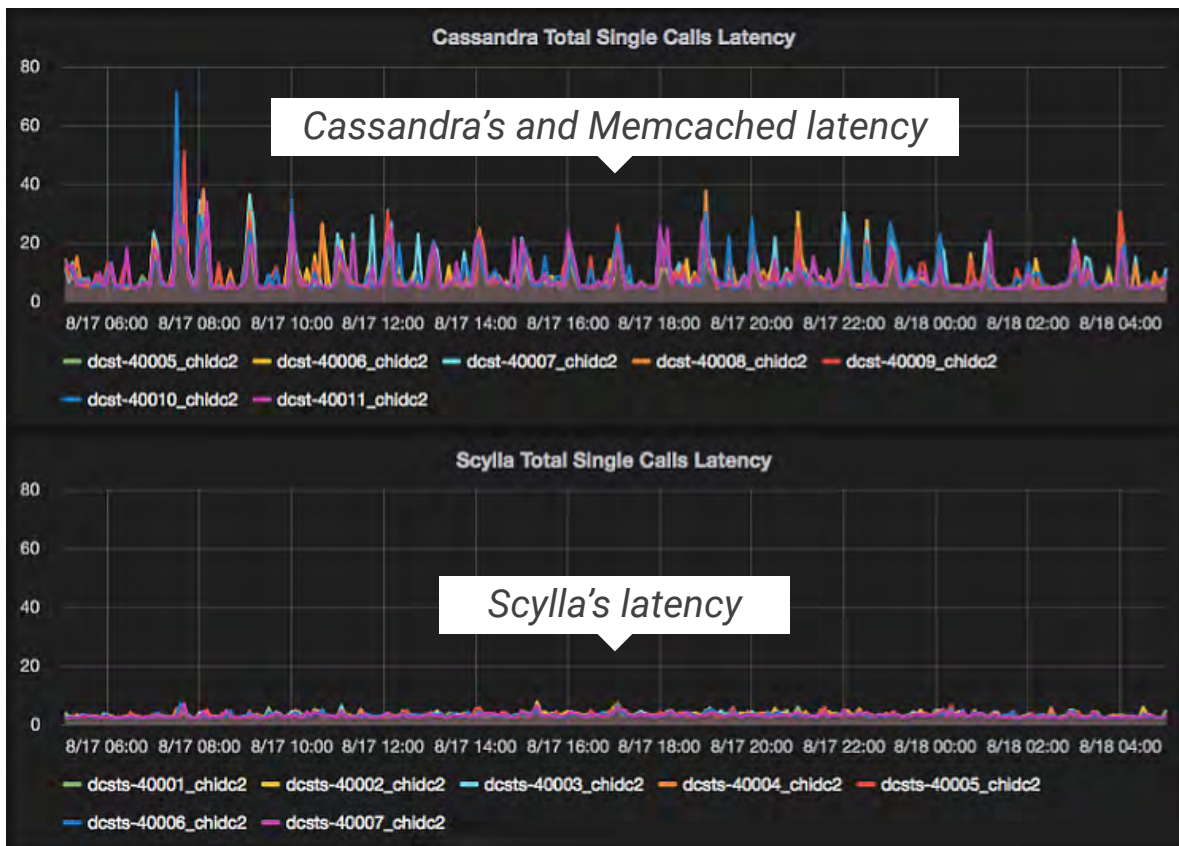 Cassandra Total Single Calls Latency
80
Cassandra's and Memcached latency
60
40
20
0
8/17 06:00 8/17 08:00 8/17 10:00 8/17 12:00 8/17 14:00 8/17 16:00 8/17 18:00 8/17 20:00 8/17 22:00 8/18 00:00 8/18 02:00 8/18 04:00
dcst-40005_chidc2 dcst-40006_chidc2 dcst-40007_chidc2 dcst-40008_chidc2 dcst-40009_chidc2
dcst-40010_chidc2 dcst-40011_chidc2
Scylla Total Single Calls Latency
80
60
Scylla's latency
40
20
0
8/17 06:00 8/17 08:00 8/17 10:00 8/17 12:00 8/17 14:00 8/17 16:00 8/17 18:00 8/17 20:00 8/17 22:00 8/18 00:00 8/18 02:00 8/18 04:00
dcsts-40001_chidc2 dcsts-40002_chidc2 dcsts-40003_chidc2 dcsts-40004_chidc2 dcsts-40005_chidc2
dcsts-40006_chidc2 dcsts-40007_chidc2